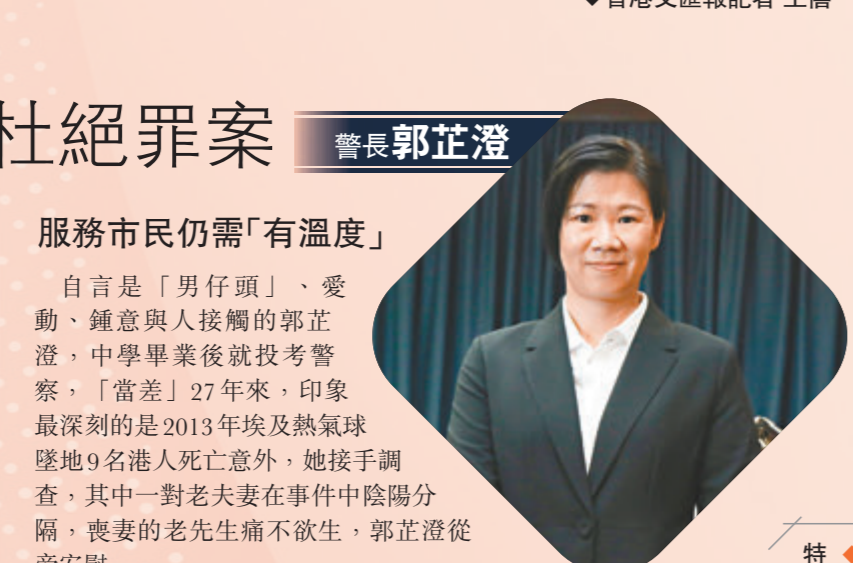 ◆香港文匯報記者
杜絕罪案
警長郭芷澄
服務市民仍需「有溫度」
自言是「男仔頭」、愛
動、鍾意與人接觸的郭芷
澄，中學畢業後就投考警
察，「當差」27年來，印象
最深刻的是2013年埃及熱氣球
墜地9名港人死亡意外，她接手調
查，其中一對老夫妻在事件中陰陽分
隔，喪妻的老先生痛不欲生，郭芷澄從
旁安慰
特